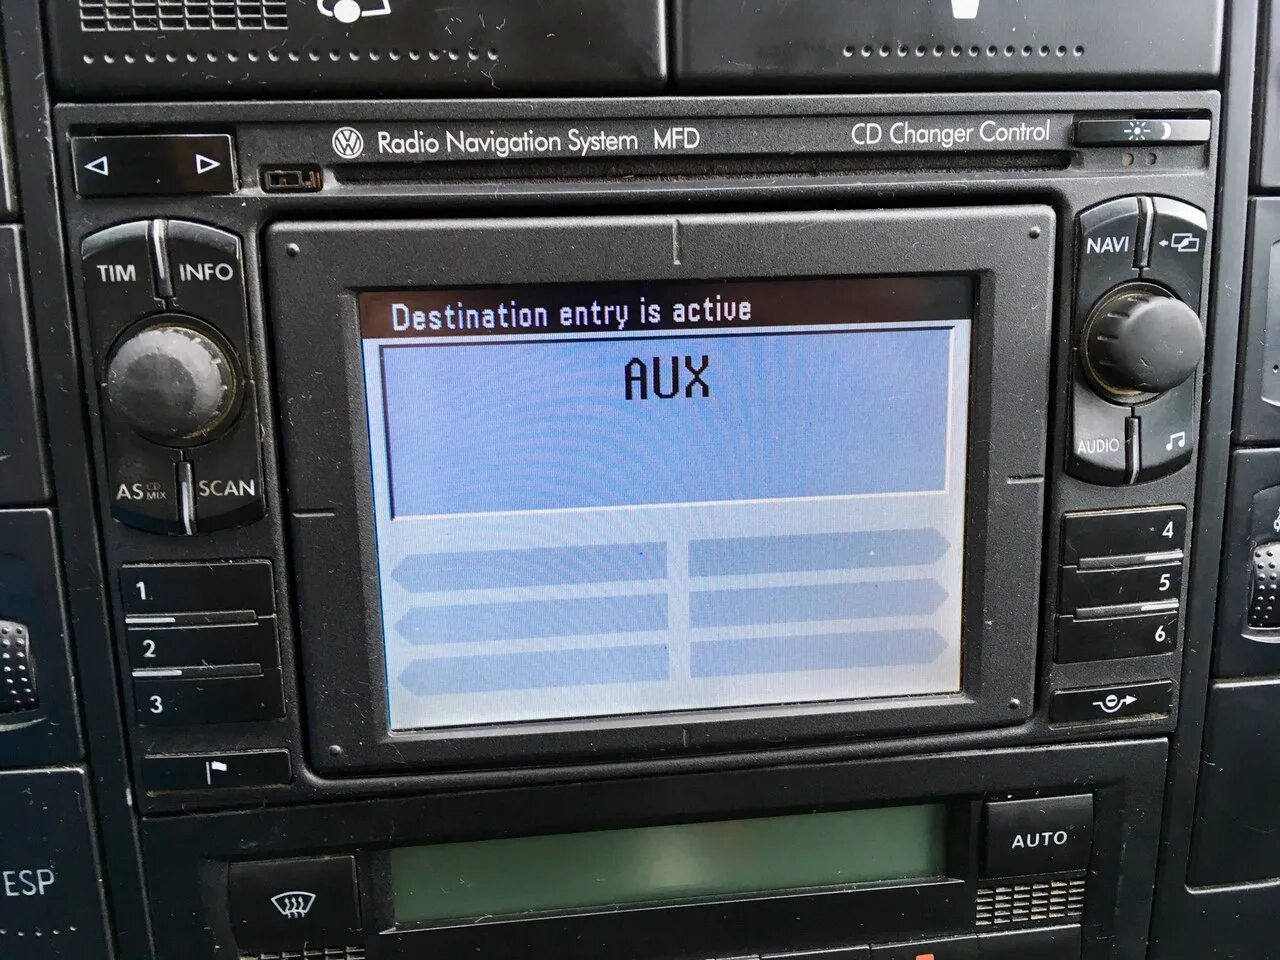 Radio Navigation System MFD
CD Changer Control
TIM INFO
NAVI
Destination entry is active
AUX
AS CD MIX SCAN
AUDIO
1
2
3
4
5
6
AUTO
ESP